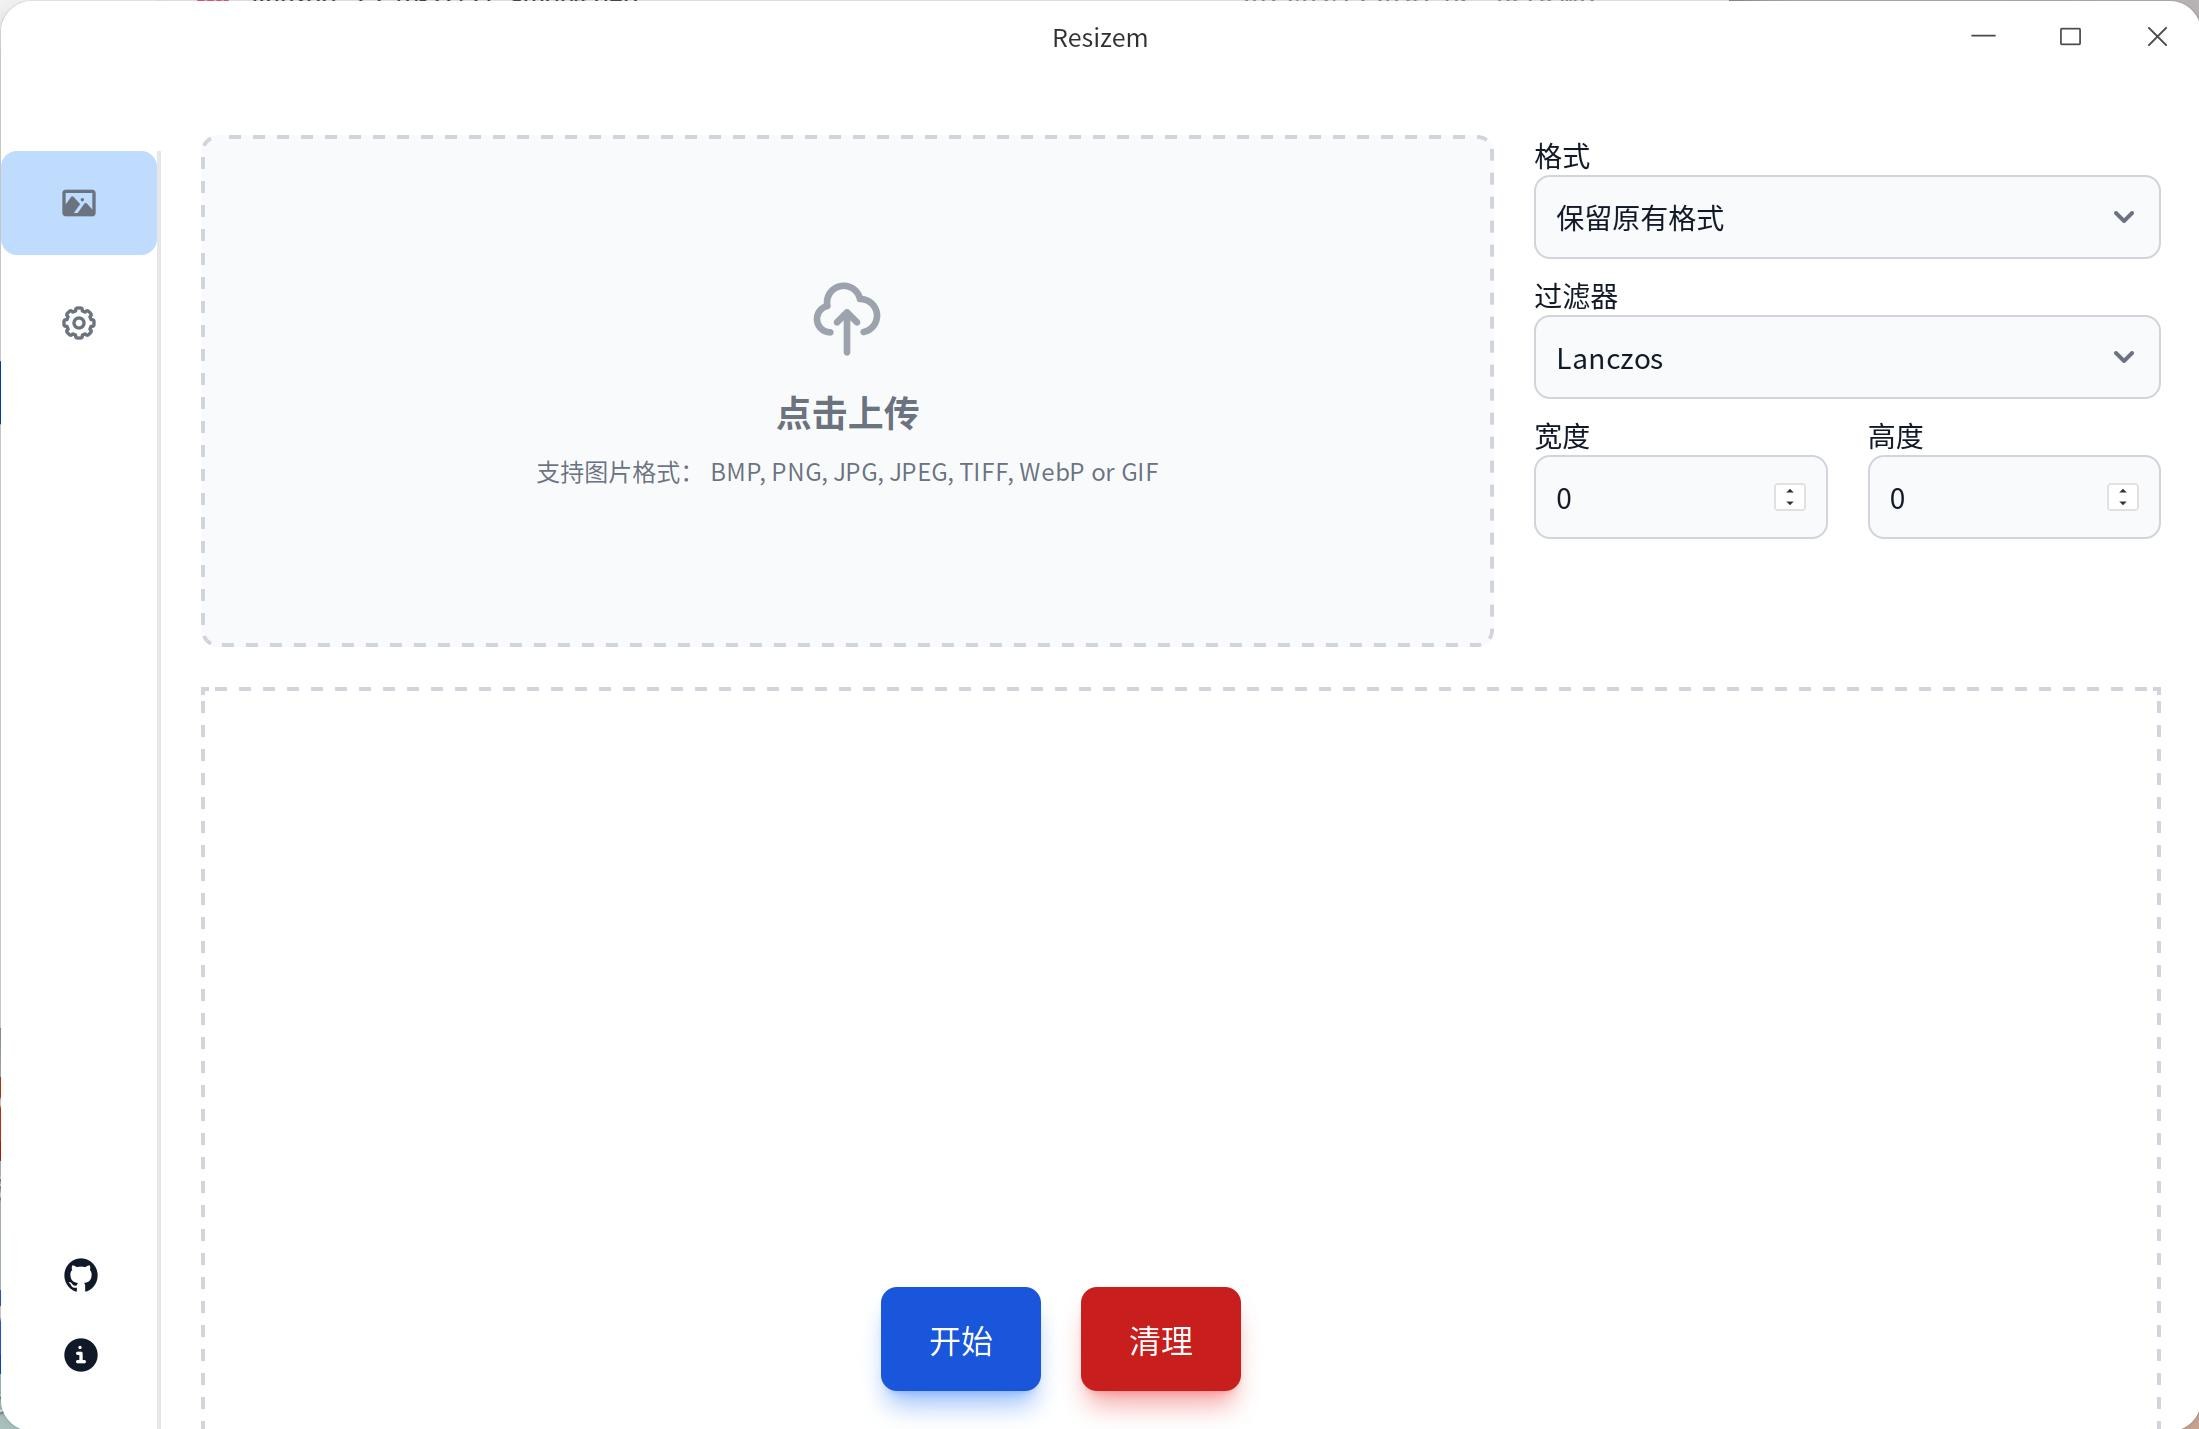 Resizem
格式
保留原有格式
过滤器
Lanczos
宽度
高度
0
0
点击上传
支持图片格式： BMP, PNG, JPG, JPEG, TIFF, WebP or GIF
开始
清理